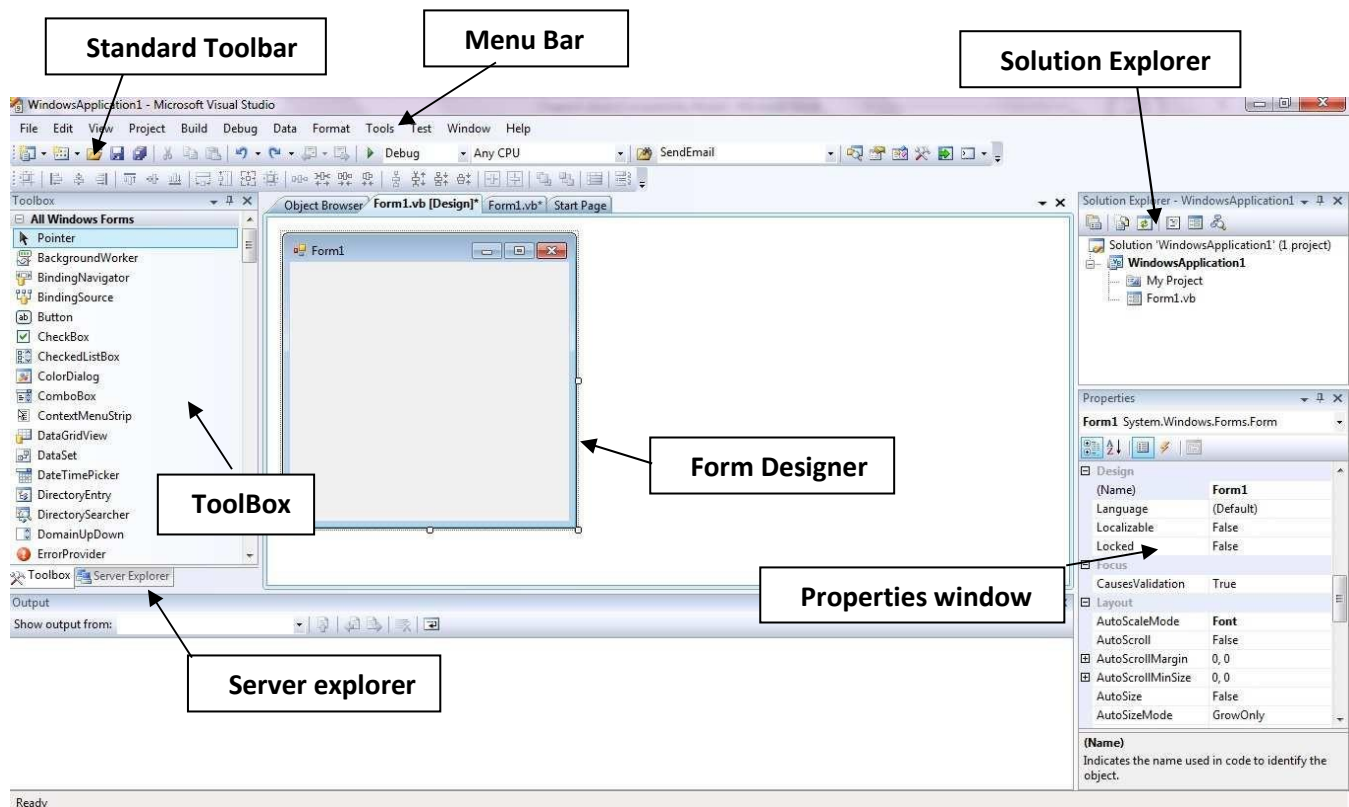 Standard Toolbar
Menu Bar
Solution Explorer
WindowsApplication1 - Microsoft Visual Studio
File Edit View Project Build Debug Data Format Tools Test Window Help
Debug Any CPU SendEmail
Toolbox
Object Browser Form1.vb [Design]* Form1.vb* Start Page
All Windows Forms
Pointer
BackgroundWorker
BindingNavigator
BindingSource
Button
CheckBox
CheckedListBox
ColorDialog
ComboBox
ContextMenuStrip
DataGridView
DataSet
DateTimePicker
DirectoryEntry
DirectorySearcher
DomainUpDown
ErrorProvider
Toolbox Server Explorer
Form1
ToolBox
Form Designer
Solution Explorer - WindowsApplication1
Solution 'WindowsApplication1' (1 project)
WindowsApplication1
My Project
Form1.vb
Properties
Form1 System.Windows.Forms.Form
Design
(Name) Form1
Language (Default)
Localizable False
Locked False
Focus
CausesValidation True
Layout
AutoScaleMode Font
AutoScroll False
AutoScrollMargin 0, 0
AutoScrollMinSize 0, 0
AutoSize False
AutoSizeMode GrowOnly
(Name)
Indicates the name used in code to identify the
object.
Properties window
Output
Show output from:
Server explorer
Ready